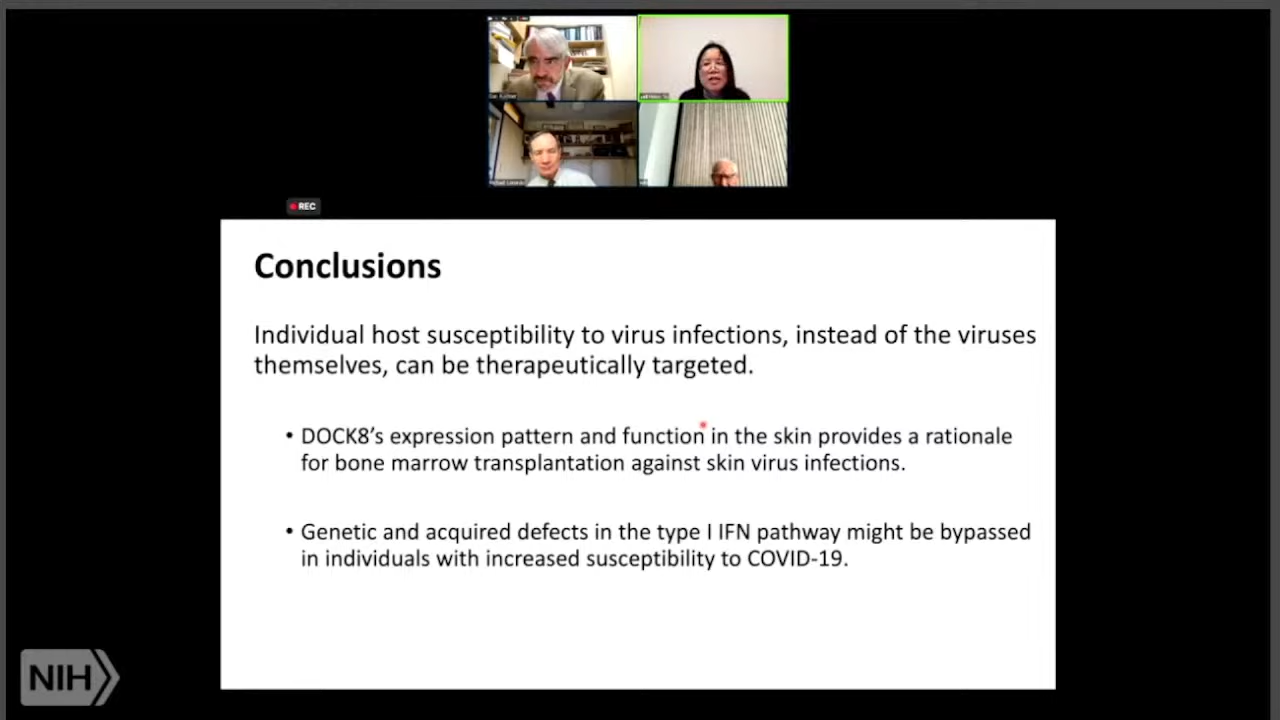 REC
Conclusions
Individual host susceptibility to virus infections, instead of the viruses
themselves, can be therapeutically targeted.
• DOCK8's expression pattern and function in the skin provides a rationale
for bone marrow transplantation against skin virus infections.
• Genetic and acquired defects in the type I IFN pathway might be bypassed
in individuals with increased susceptibility to COVID-19.
NIH